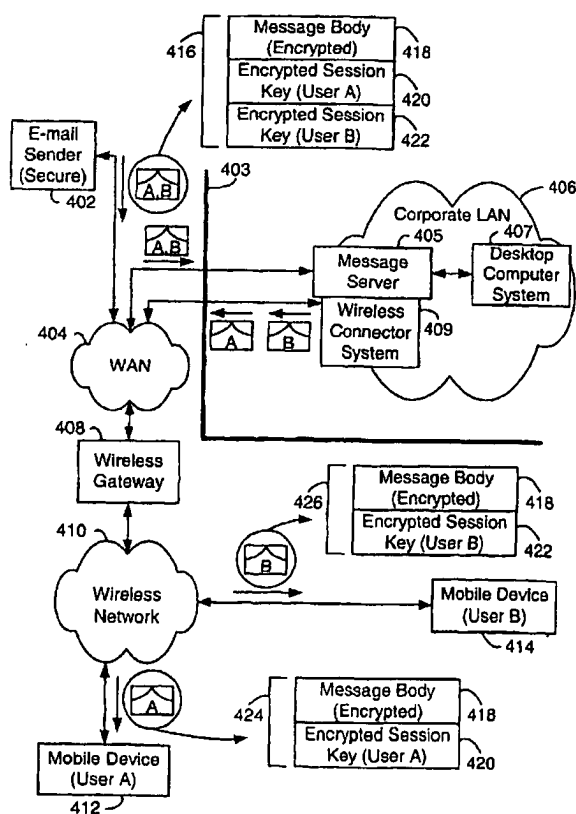 416
Message Body
(Encrypted)
418
Encrypted Session
Key (User A)
420
Encrypted Session
Key (User B)
422
E-mail
Sender
(Secure)
402
A,B
403
A,B
406
Corporate LAN
405
407
Message
Server
Desktop
Computer
System
Wireless
Connector
System
409
A
B
404
WAN
408
Wireless
Gateway
410
Wireless
Network
426
Message Body
(Encrypted)
418
Encrypted Session
Key (User B)
422
B
Mobile Device
(User B)
414
A
424
Message Body
(Encrypted)
418
Encrypted Session
Key (User A)
420
Mobile Device
(User A)
412